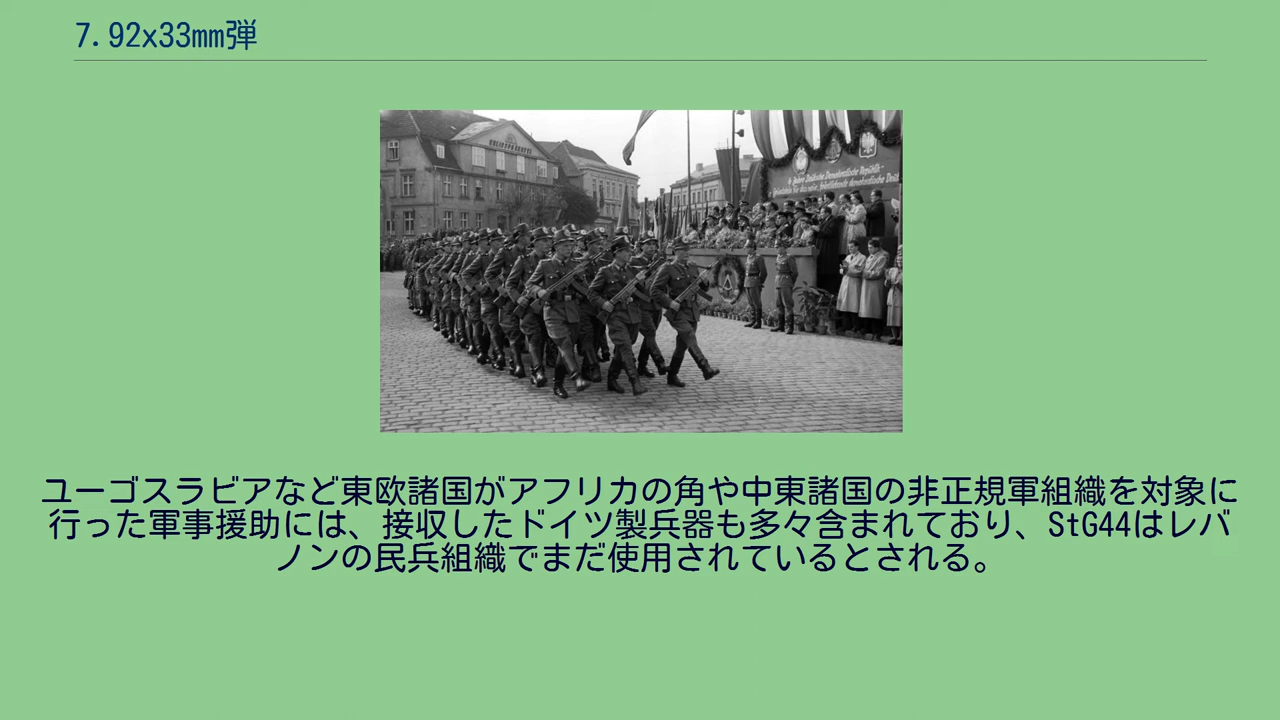 7.92x33mm弾
ユーゴスラビアなど東欧諸国がアフリカの角や中東諸国の非正規軍組織を対象に
行った軍事援助には、接収したドイツ製兵器も多々含まれており、StG44はレバ
ノンの民兵組織でまだ使用されているとされる。